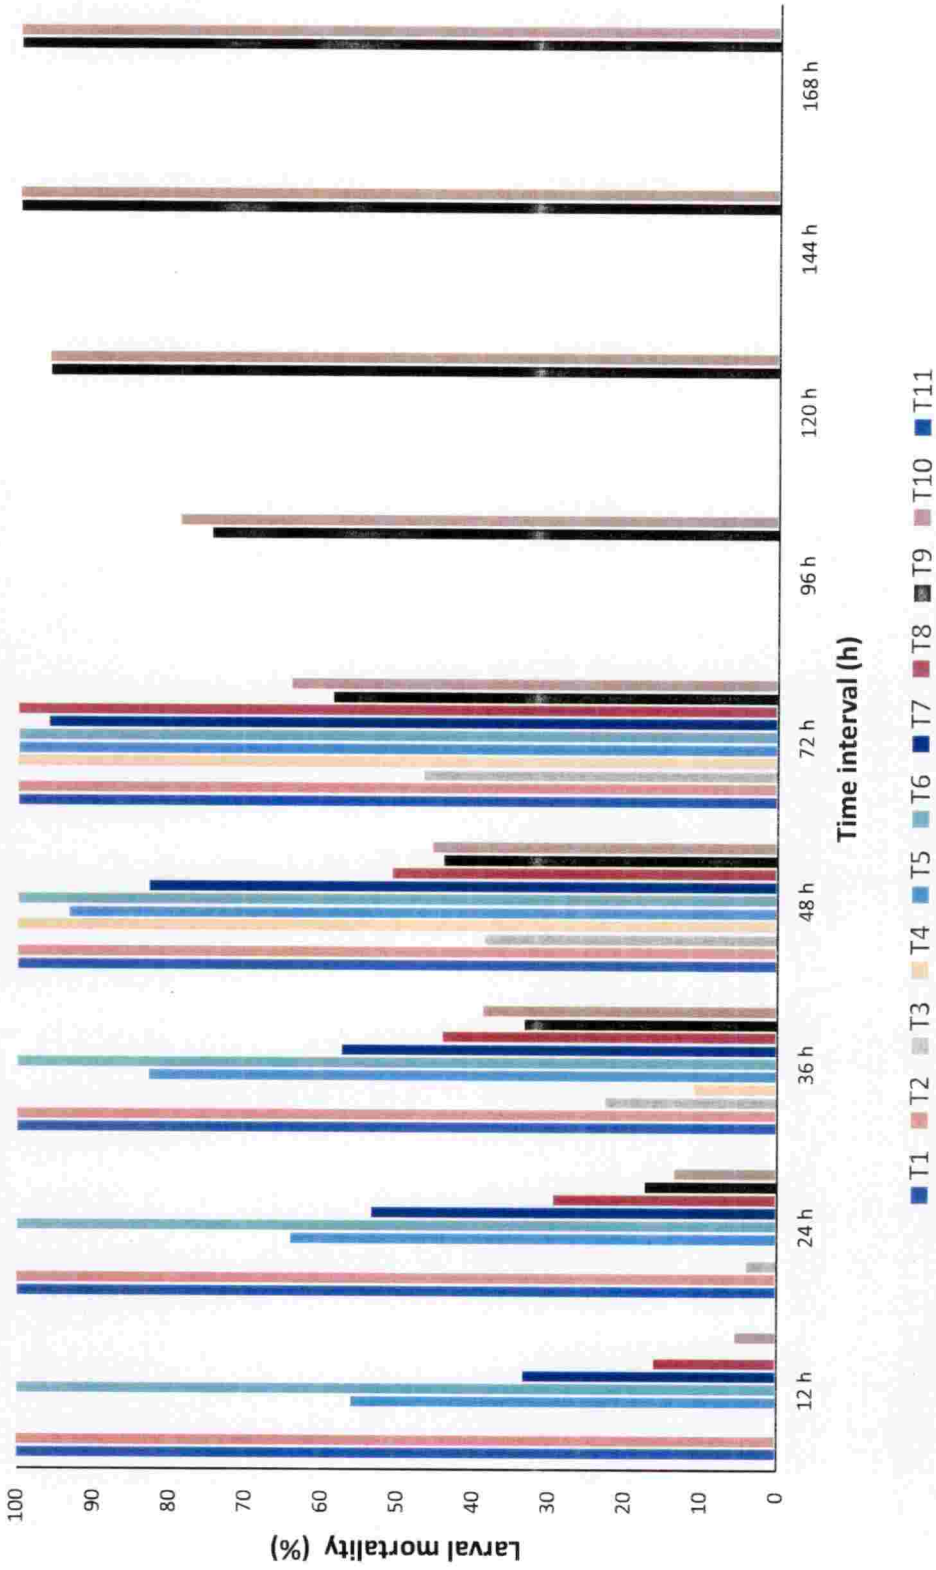 Larval mortality (%)
100
90
80
70
60
50
40
30
20
10
0
12 h
24 h
36 h
48 h
72 h
96 h
120 h
144 h
168 h
Time interval (h)
T1 T2 T3 T4 T5 T6 T7 T8 T9 T10 T11